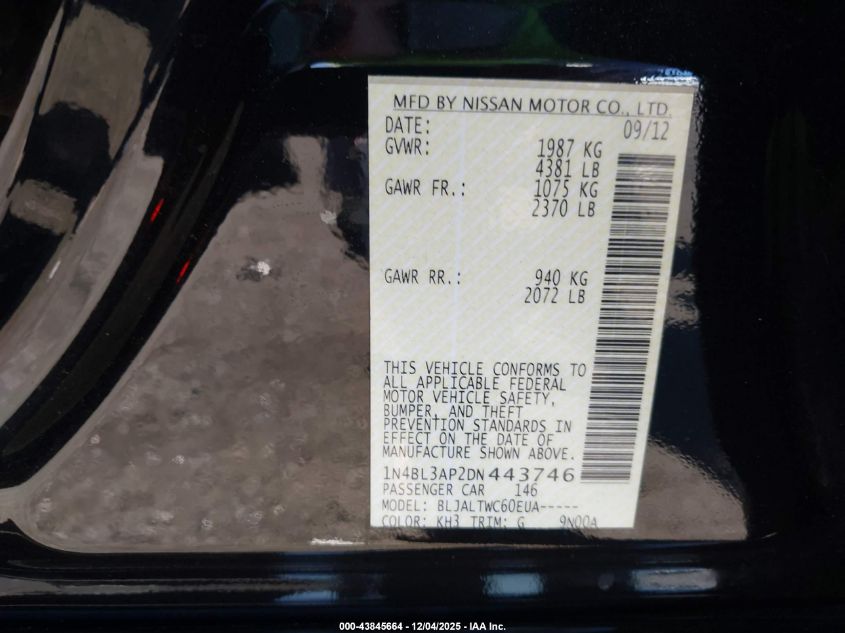 MFD BY NISSAN MOTOR CO., LTD.
DATE: 09/12
GVWR: 1987 KG
4381 LB
GAWR FR.: 1075 KG
2370 LB
GAWR RR.: 940 KG
2072 LB
THIS VEHICLE CONFORMS TO
ALL APPLICABLE FEDERAL
MOTOR VEHICLE SAFETY,
BUMPER, AND THEFT
PREVENTION STANDARDS IN
EFFECT ON THE DATE OF
MANUFACTURE SHOWN ABOVE.
1N4BL3AP2DN443746
PASSENGER CAR 146
MODEL: BLJALTWC60EUA-----
COLOR: KH3 TRIM: G 9N00A
000-43845664 - 12/04/2025 - IAA Inc.